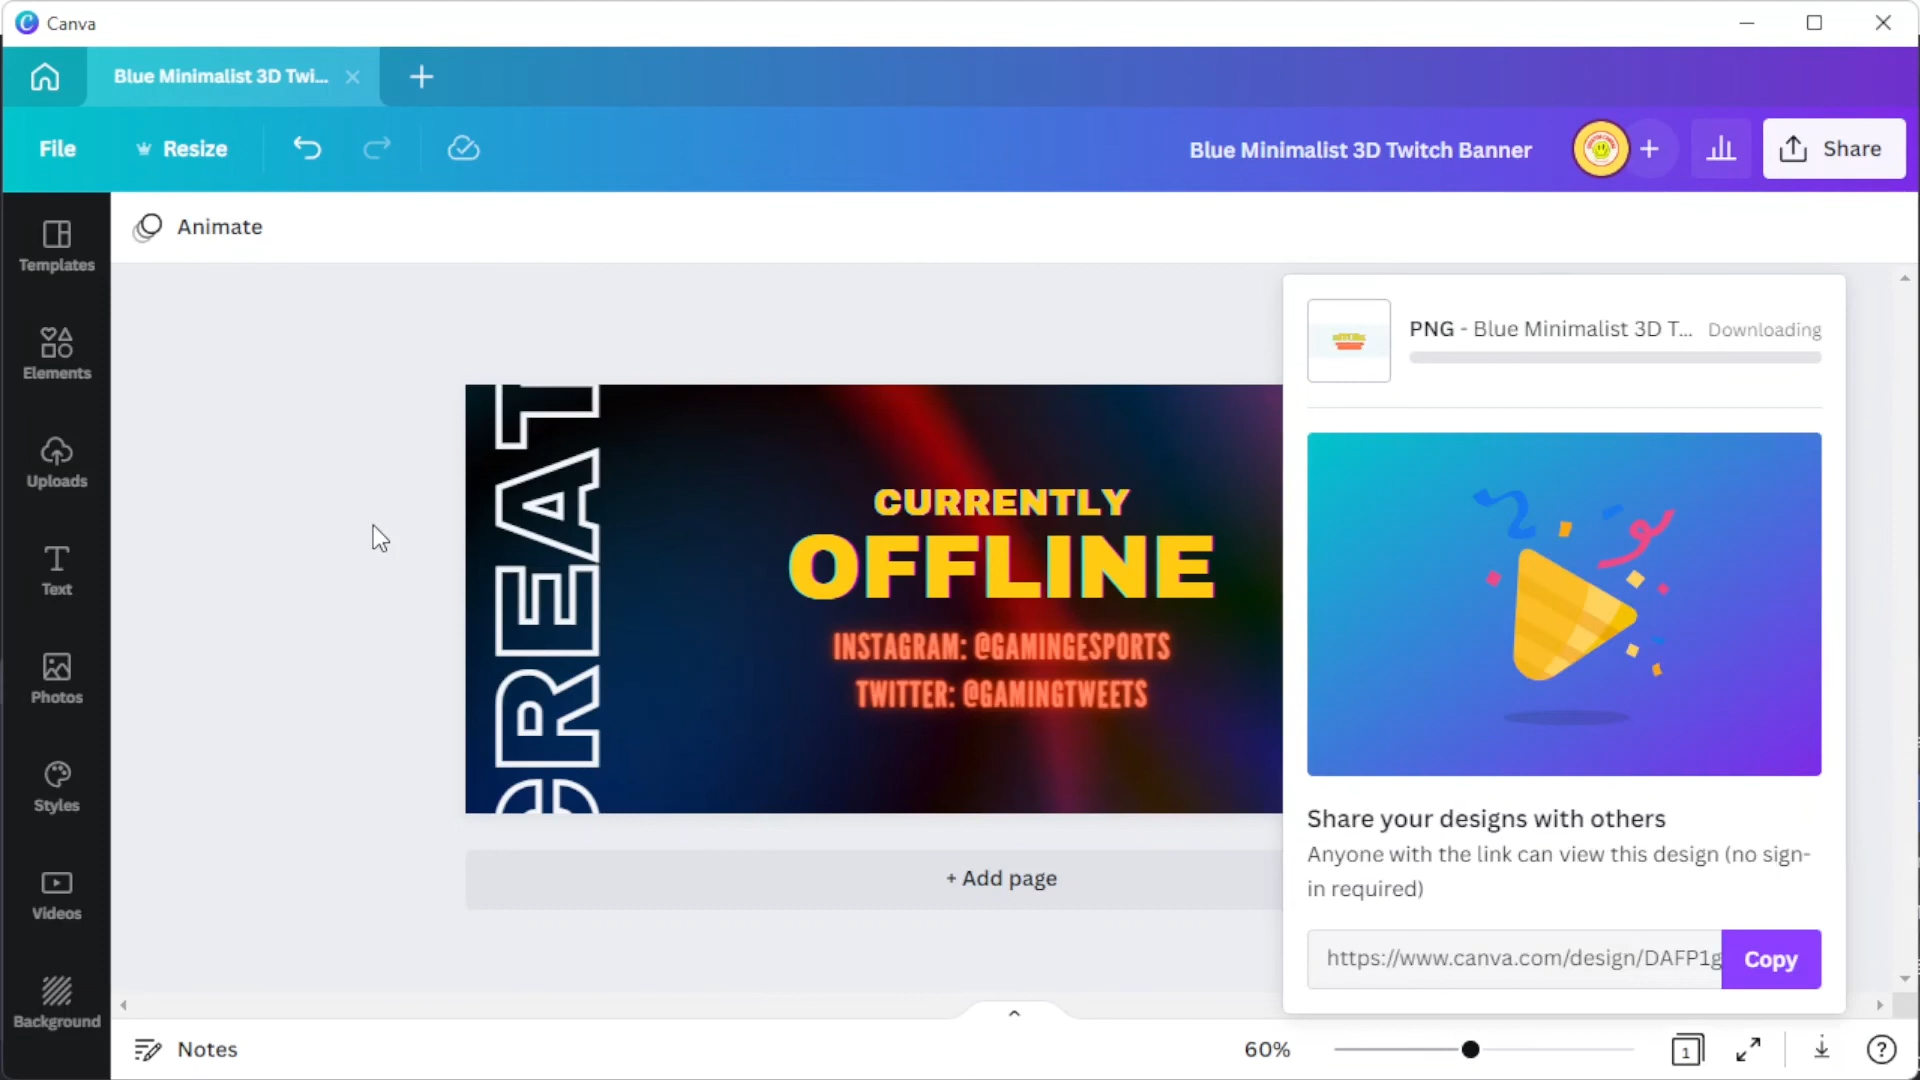 Canva
Blue Minimalist 3D Twi...
File
Resize
Blue Minimalist 3D Twitch Banner
Share
Templates
Elements
Uploads
Text
Photos
Styles
Videos
Background
Animate
CREAT
CURRENTLY
OFFLINE
INSTAGRAM: @GAMINGESPORTS
TWITTER: @GAMINGTWEETS
+ Add page
PNG - Blue Minimalist 3D T... Downloading
OFFLINE
Share your designs with others
Anyone with the link can view this design (no sign-
in required)
https://www.canva.com/design/DAFP1g
Copy
Notes
60%
1
?